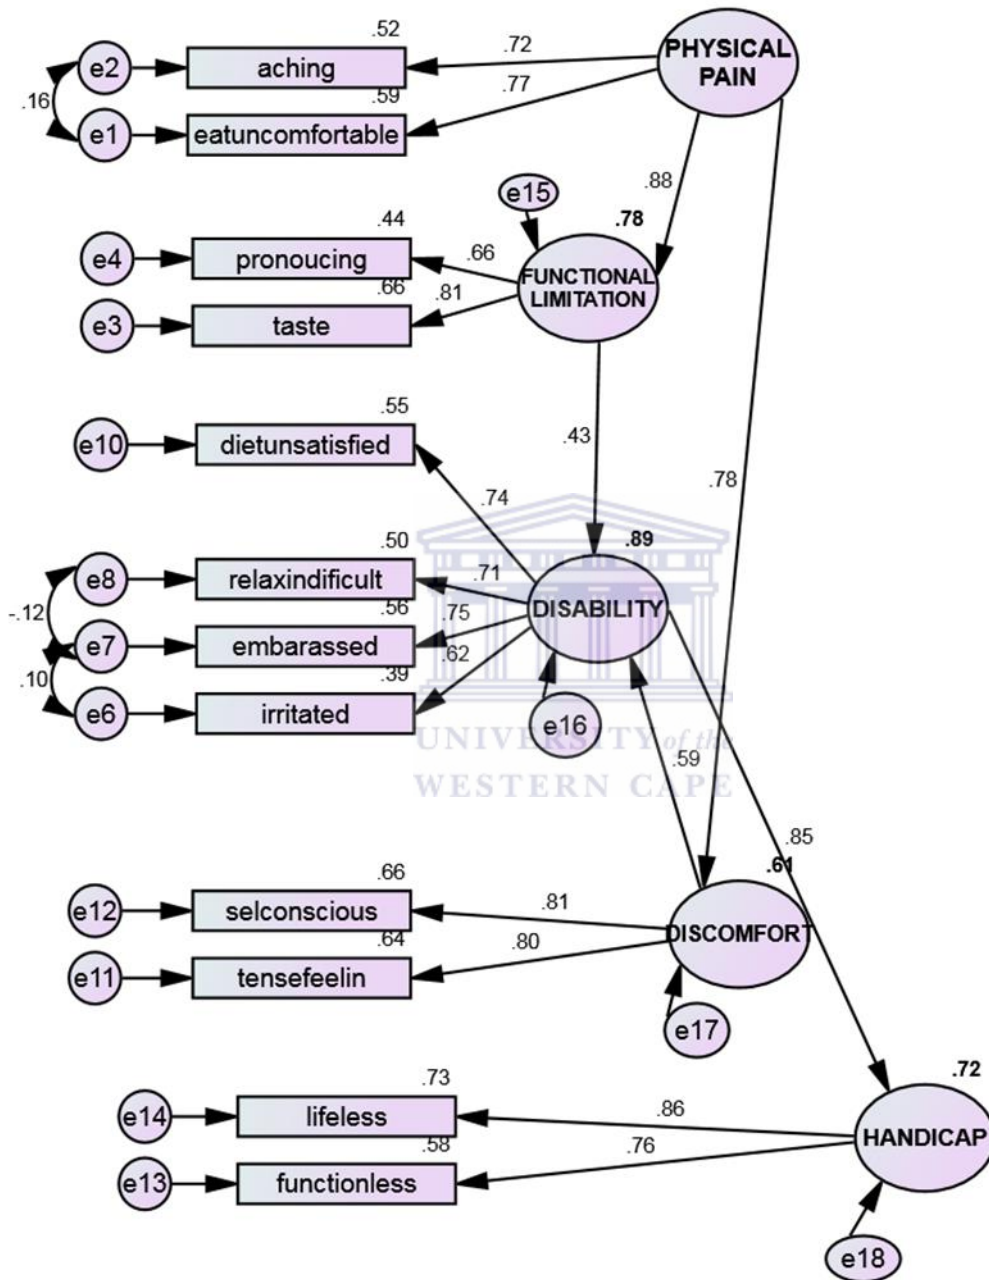 .52
e2
aching
.72
PHYSICAL
PAIN
.16
.59
.77
e1
eatuncomfortable
.88
e15
.44
.78
e4
pronoucing
.66
FUNCTIONAL
LIMITATION
.66
.81
e3
taste
.55
e10
dietunsatisfied
.43
.78
.74
.50
.89
e8
relaxindificult
.71
DISABILITY
-.12
.56
.75
e7
embarassed
.62
.10
.39
e6
irritated
e16
UNIVERSITY of the
WESTERN CAPE
.59
.85
.61
.66
e12
selconscious
.81
DISCOMFORT
.64
.80
e11
tensefeelin
e17
.72
.73
e14
lifeless
.86
HANDICAP
.58
.76
e13
functionless
e18